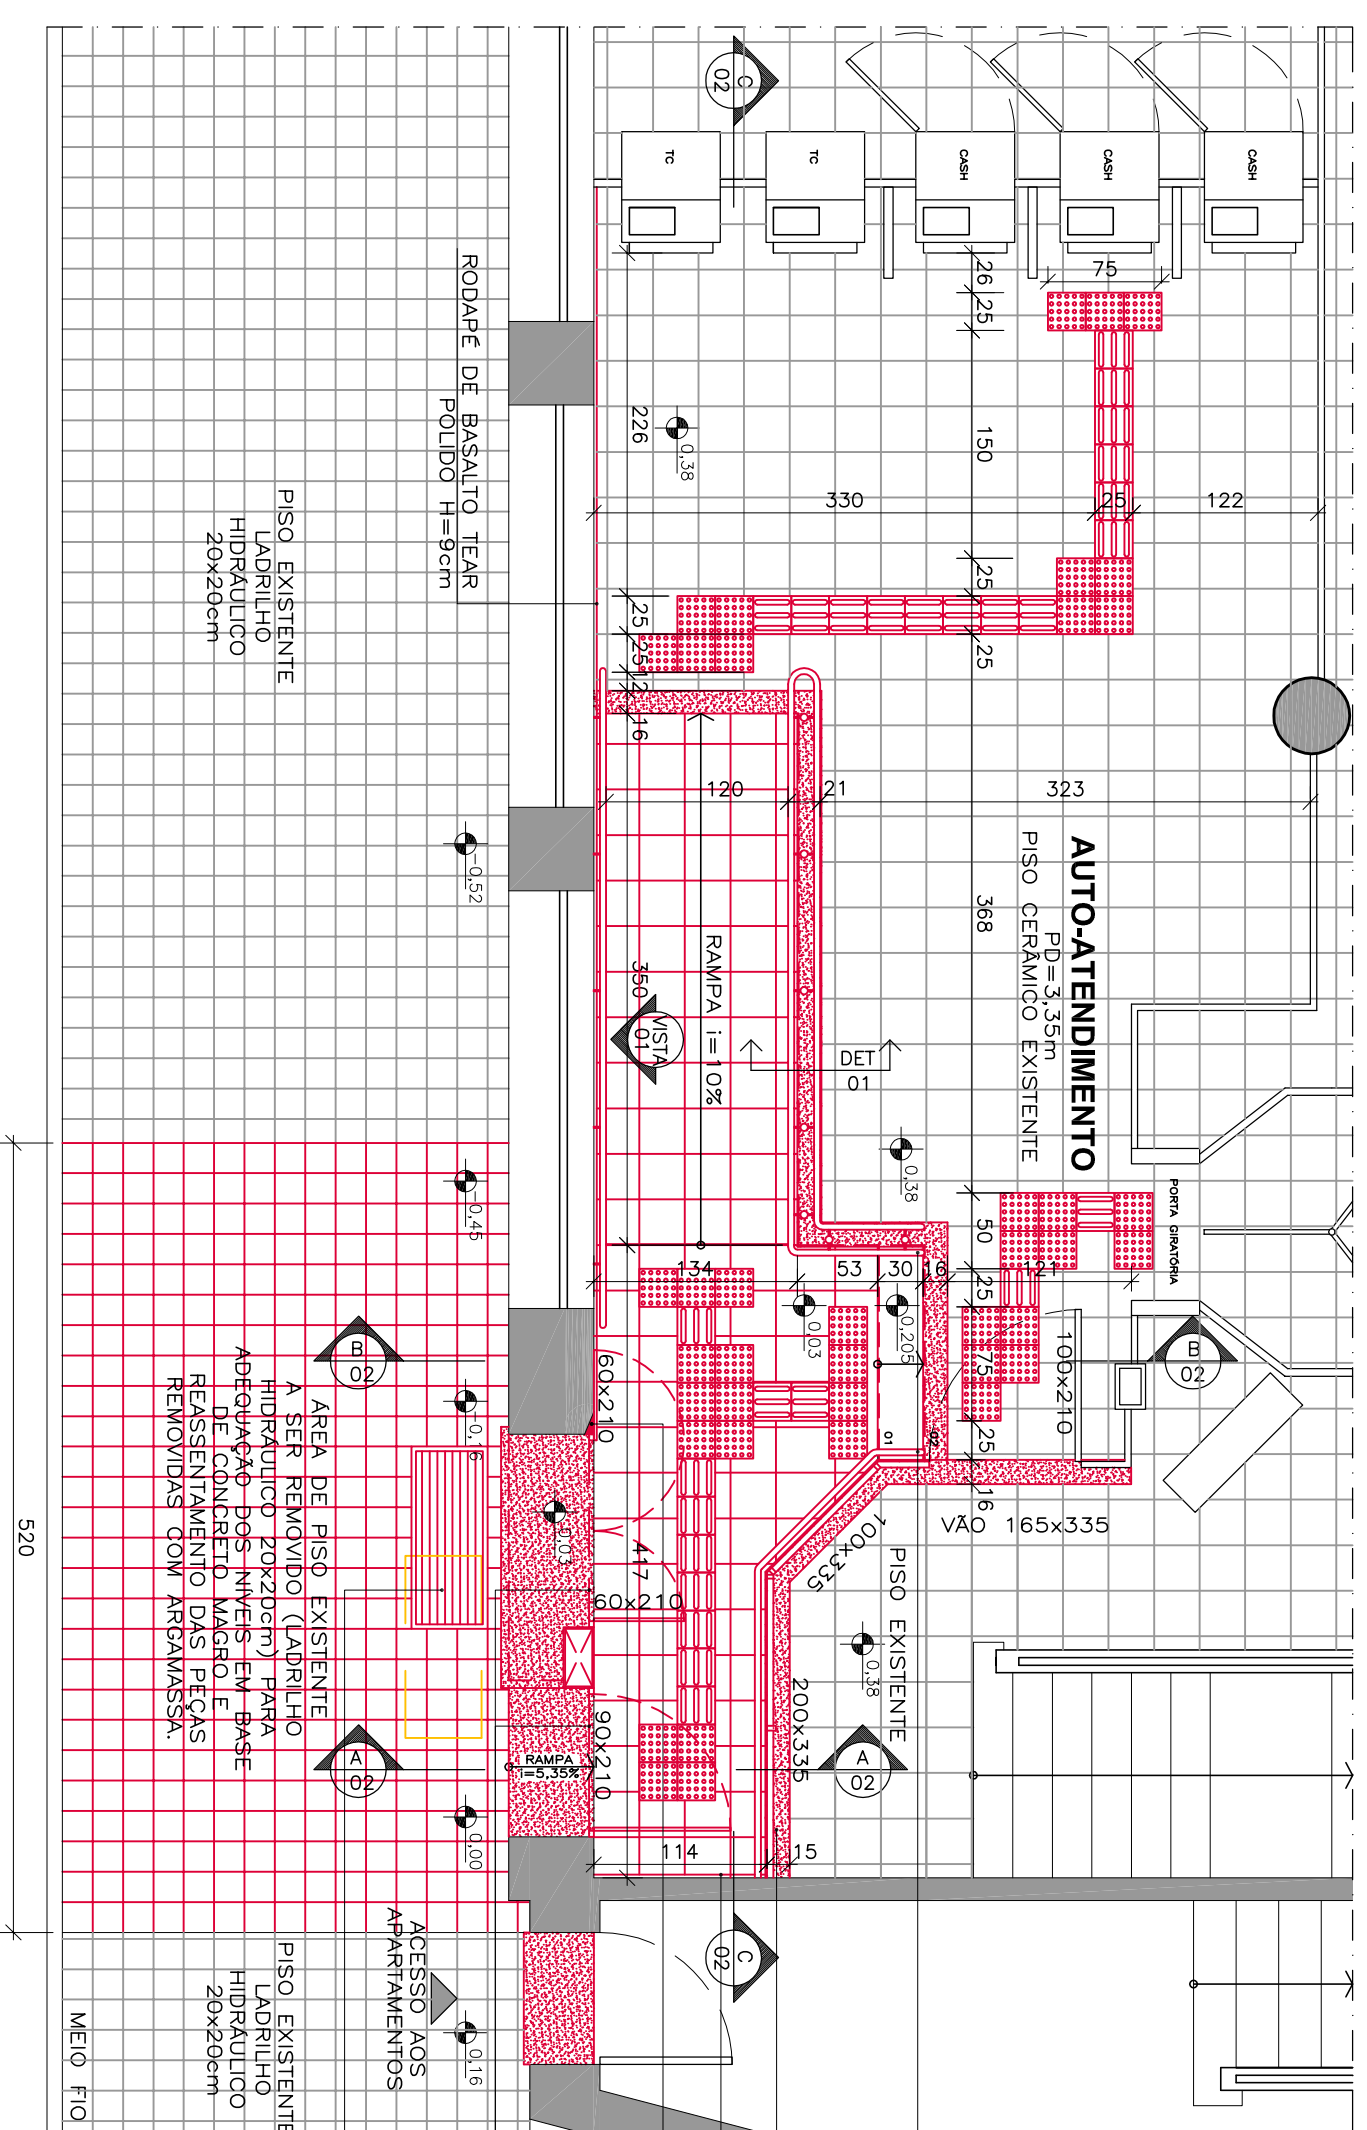 C
02
TC
TC
CASH
CASH
CASH
26
25
75
150
226
0,38
330
25
122
25
25
25
25
12
16
RODAPÉ DE BASALTO TEAR
POLIDO H=9cm
PISO EXISTENTE
LADRILHO
HIDRÁULICO
20x20cm
120
21
323
368
AUTO-ATENDIMENTO
PD=3,35m
PISO CERÂMICO EXISTENTE
-0,52
RAMPA i=10%
350
VISTA
01
DET
01
0,38
-0,45
PORTA GIRATÓRIA
50
25
75
25
16
134
53
30
16
121
0,03
0,205
100x210
B
02
B
02
01
02
60x210
-0,16
0,03
417
60x210
100x335
VÃO 165x335
PISO EXISTENTE
0,38
200x335
ÁREA DE PISO EXISTENTE
A SER REMOVIDO (LADRILHO
HIDRÁULICO 20x20cm) PARA
ADEQUAÇÃO DOS NÍVEIS EM BASE
DE CONCRETO MAGRO E
REASSENTAMENTO DAS PEÇAS
REMOVIDAS COM ARGAMASSA.
520
A
02
A
02
RAMPA
i=5,35%
90x210
0,00
114
15
C
02
ACESSO AOS
APARTAMENTOS
0,16
PISO EXISTENTE
LADRILHO
HIDRÁULICO
20x20cm
MEIO FIO